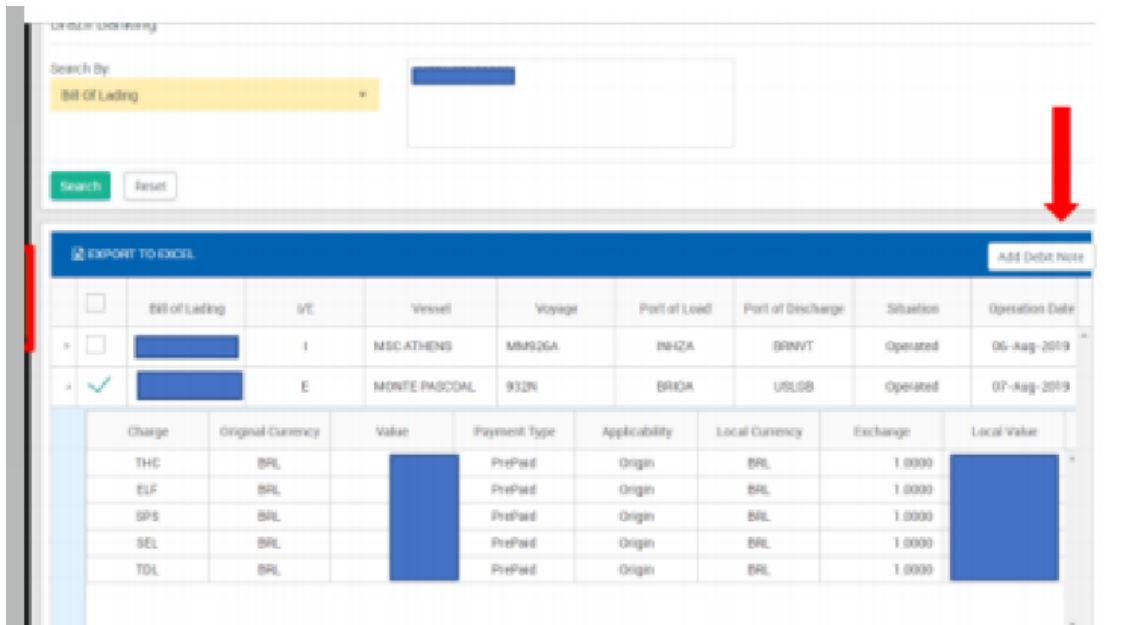 Search By:
Bill Of Lading
Search Reset
EXPORT TO EXCEL Add Debit Note
Bill of Lading I/E Vessel Voyage Port of Load Port of Discharge Situation Operation Date
I MSC ATHENS MM926A INHZA BRNVT Operated 06-Aug-2019
E MONTE PASCOAL 932N BRIOA USLGB Operated 07-Aug-2019
Charge Original Currency Value Payment Type Applicability Local Currency Exchange Local Value
THC BRL PrePaid Origin BRL 1.0000
ELF BRL PrePaid Origin BRL 1.0000
SPS BRL PrePaid Origin BRL 1.0000
SEL BRL PrePaid Origin BRL 1.0000
TDL BRL PrePaid Origin BRL 1.0000